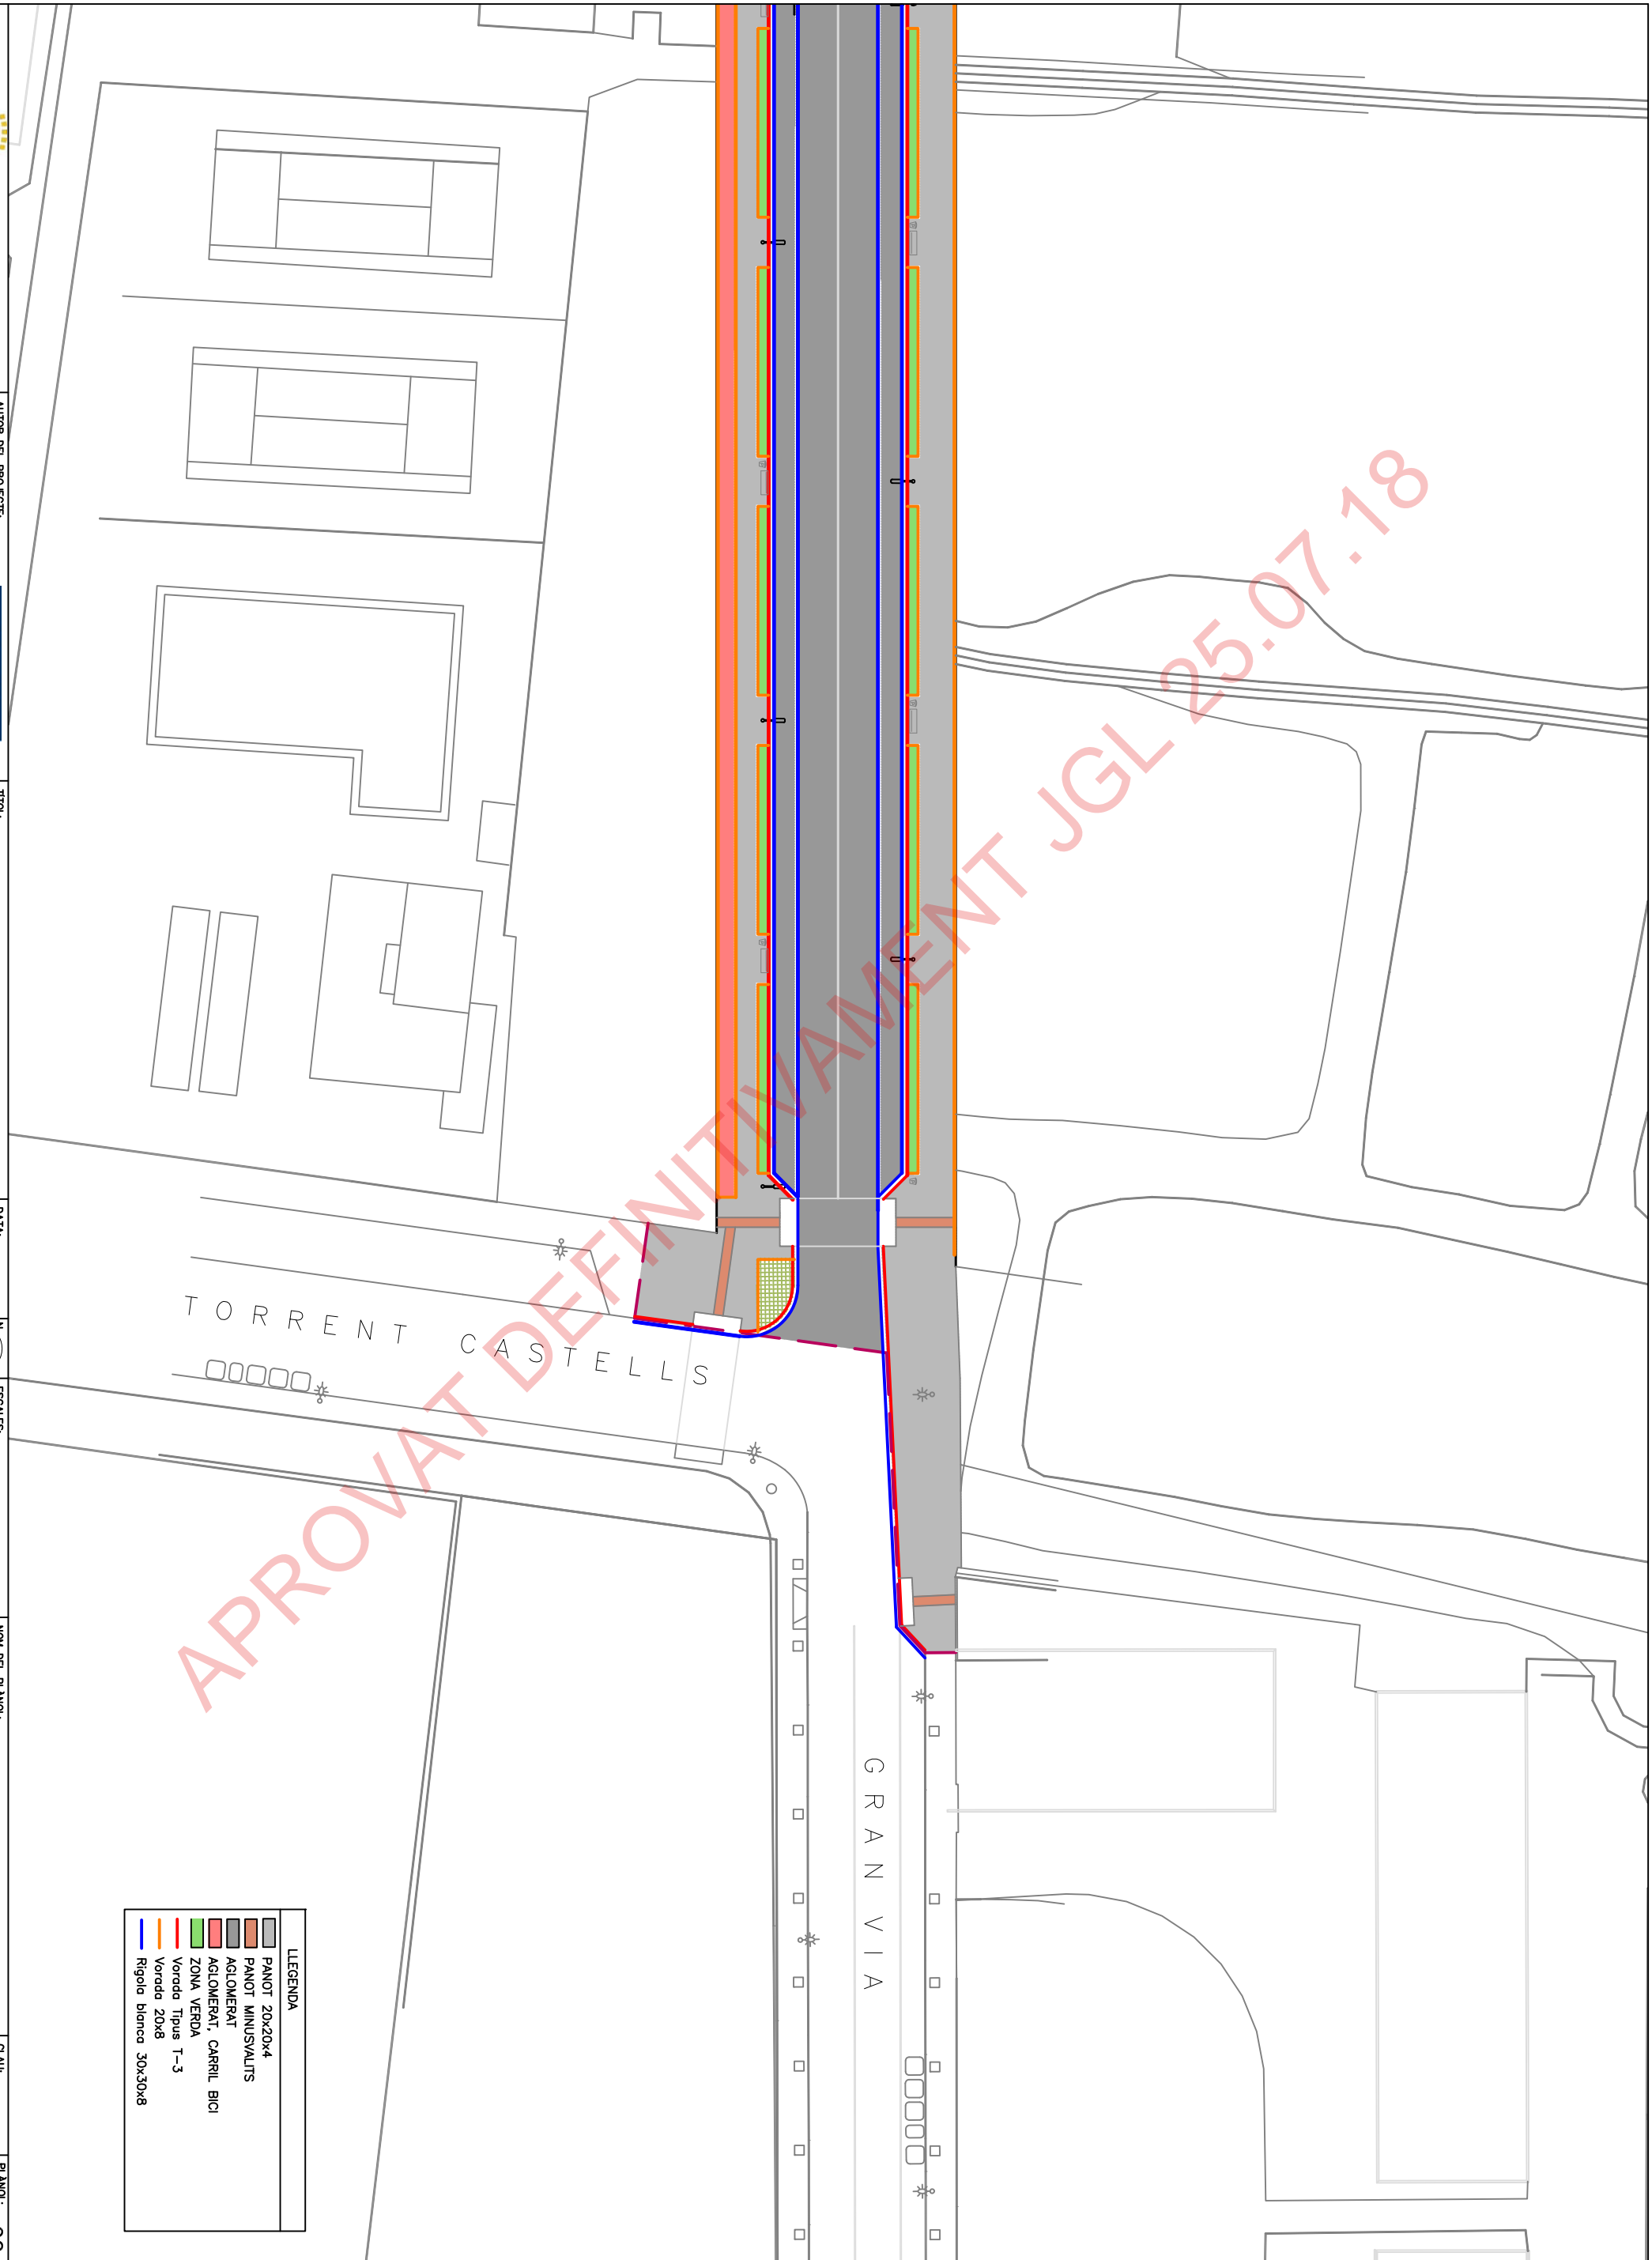 APROVAT DEFINITIVAMENT JGL 25.07.18
TORRENT CASTELLS
GRAN VIA
LLEGENDA
PANOT 20x20x4
PANOT MINUSVALITS
AGLOMERAT
AGLOMERAT, CARRIL BICI
ZONA VERDA
Vorada Tipus T-3
Vorada 20x8
Rigola blanca 30x30x8